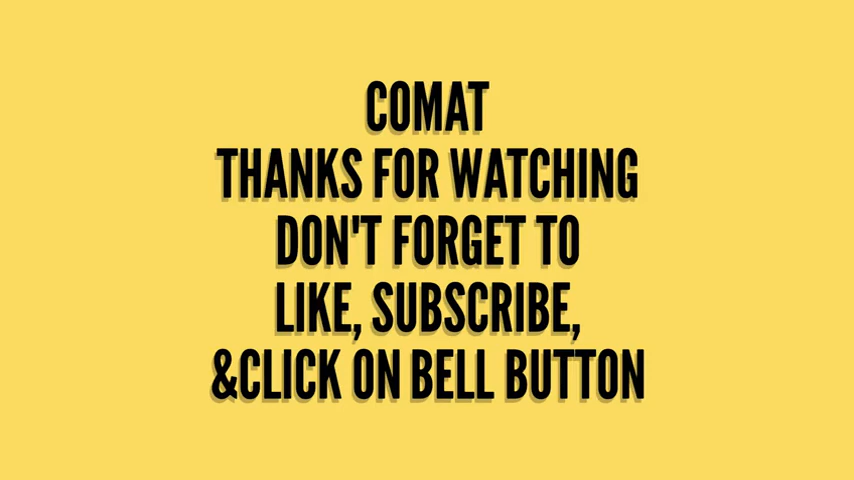 COMAT
THANKS FOR WATCHING
DON'T FORGET TO
LIKE, SUBSCRIBE,
&CLICK ON BELL BUTTON